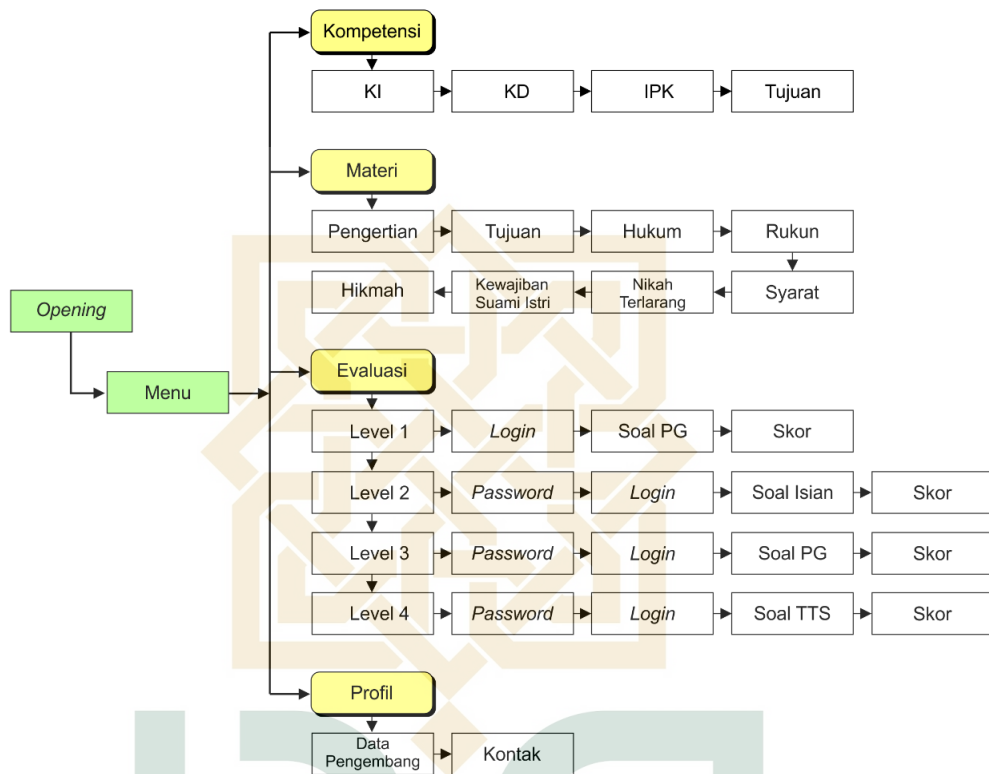 Kompetensi
KI
KD
IPK
Tujuan
Materi
Pengertian
Tujuan
Hukum
Rukun
Hikmah
Kewajiban
Suami Istri
Nikah
Terlarang
Syarat
Opening
Menu
Evaluasi
Level 1
Login
Soal PG
Skor
Level 2
Password
Login
Soal Isian
Skor
Level 3
Password
Login
Soal PG
Skor
Level 4
Password
Login
Soal TTS
Skor
Profil
Data
Pengembang
Kontak